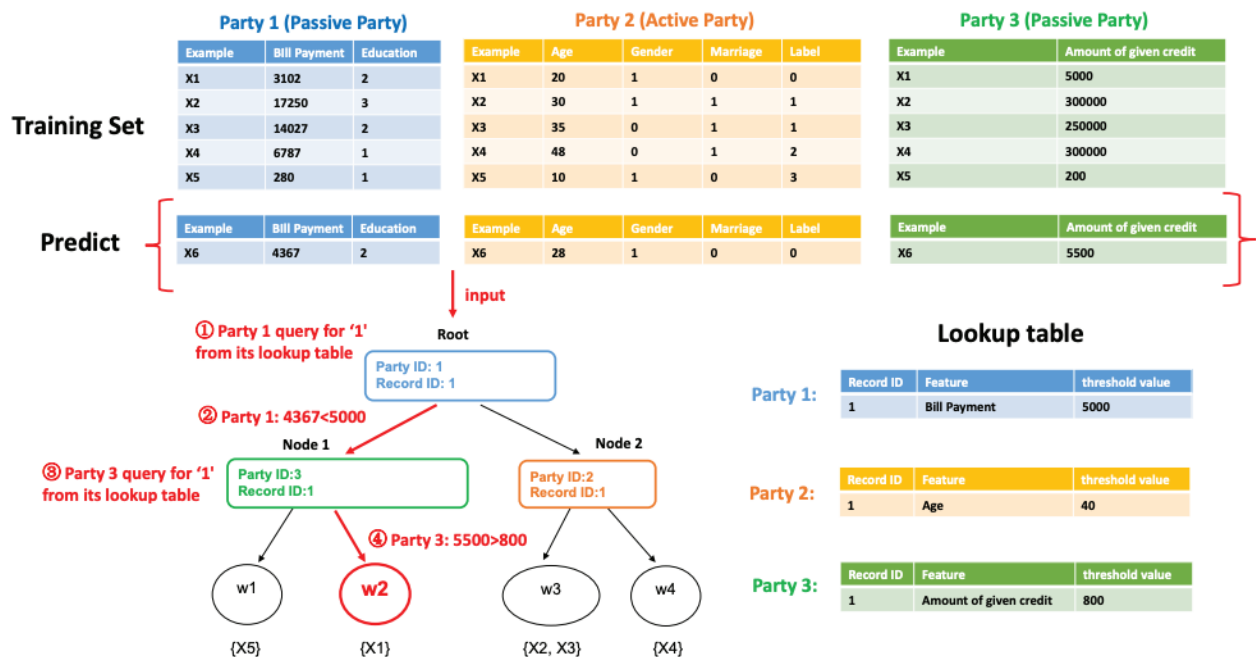 Party 1 (Passive Party)
Party 2 (Active Party)
Party 3 (Passive Party)
Training Set
Example Bill Payment Education
X1 3102 2
X2 17250 3
X3 14027 2
X4 6787 1
X5 280 1
Example Age Gender Marriage Label
X1 20 1 0 0
X2 30 1 1 1
X3 35 0 1 1
X4 48 0 1 2
X5 10 1 0 3
Example Amount of given credit
X1 5000
X2 300000
X3 250000
X4 300000
X5 200
Predict
Example Bill Payment Education
X6 4367 2
Example Age Gender Marriage Label
X6 28 1 0 0
Example Amount of given credit
X6 5500
input
① Party 1 query for ‘1'
from its lookup table
Root
Party ID: 1
Record ID: 1
② Party 1: 4367<5000
Node 1
Node 2
③ Party 3 query for ‘1'
from its lookup table
Party ID:3
Record ID:1
Party ID:2
Record ID:1
④ Party 3: 5500>800
w1
w2
w3
w4
{X5}
{X1}
{X2, X3}
{X4}
Lookup table
Party 1:
Record ID Feature threshold value
1 Bill Payment 5000
Party 2:
Record ID Feature threshold value
1 Age 40
Party 3:
Record ID Feature threshold value
1 Amount of given credit 800